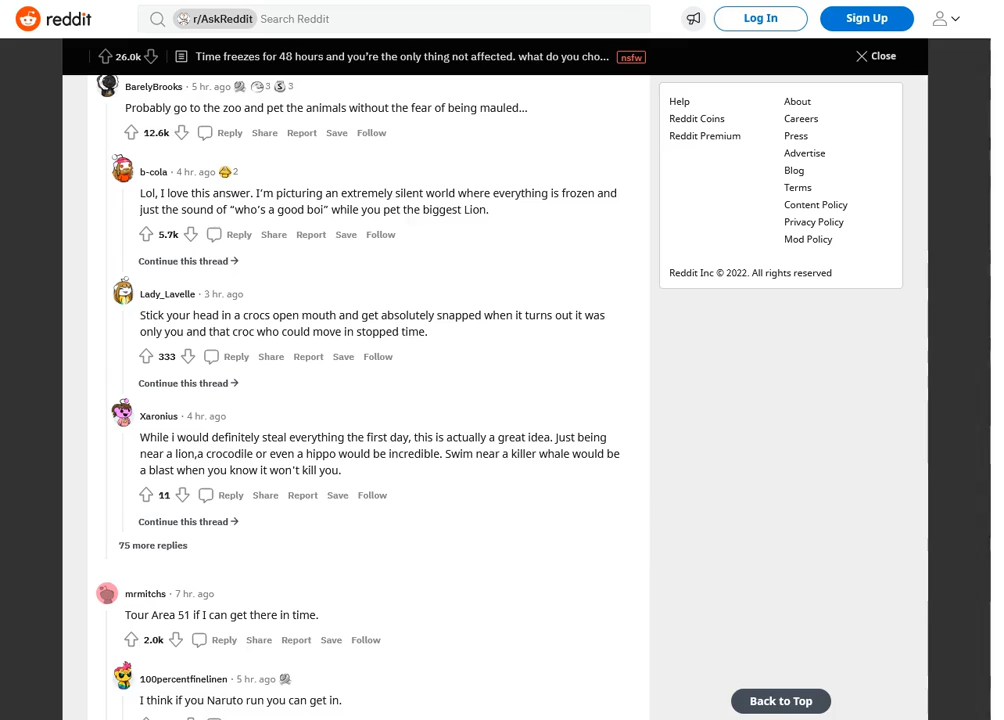 reddit
r/AskReddit Search Reddit
Log In
Sign Up
26.0k Time freezes for 48 hours and you're the only thing not affected. what do you cho... nsfw
Close
BarelyBrooks · 5 hr. ago 3 3
Probably go to the zoo and pet the animals without the fear of being mauled...
12.6k Reply Share Report Save Follow
b-cola · 4 hr. ago 2
Lol, I love this answer. I'm picturing an extremely silent world where everything is frozen and
just the sound of "who's a good boi" while you pet the biggest Lion.
5.7k Reply Share Report Save Follow
Continue this thread →
Lady_Lavelle · 3 hr. ago
Stick your head in a crocs open mouth and get absolutely snapped when it turns out it was
only you and that croc who could move in stopped time.
333 Reply Share Report Save Follow
Continue this thread →
Xaronius · 4 hr. ago
While i would definitely steal everything the first day, this is actually a great idea. Just being
near a lion,a crocodile or even a hippo would be incredible. Swim near a killer whale would be
a blast when you know it won't kill you.
11 Reply Share Report Save Follow
Continue this thread →
75 more replies
mrmitchs · 7 hr. ago
Tour Area 51 if I can get there in time.
2.0k Reply Share Report Save Follow
100percentfinelinen · 5 hr. ago
I think if you Naruto run you can get in.
Help
Reddit Coins
Reddit Premium
About
Careers
Press
Advertise
Blog
Terms
Content Policy
Privacy Policy
Mod Policy
Reddit Inc © 2022. All rights reserved
Back to Top